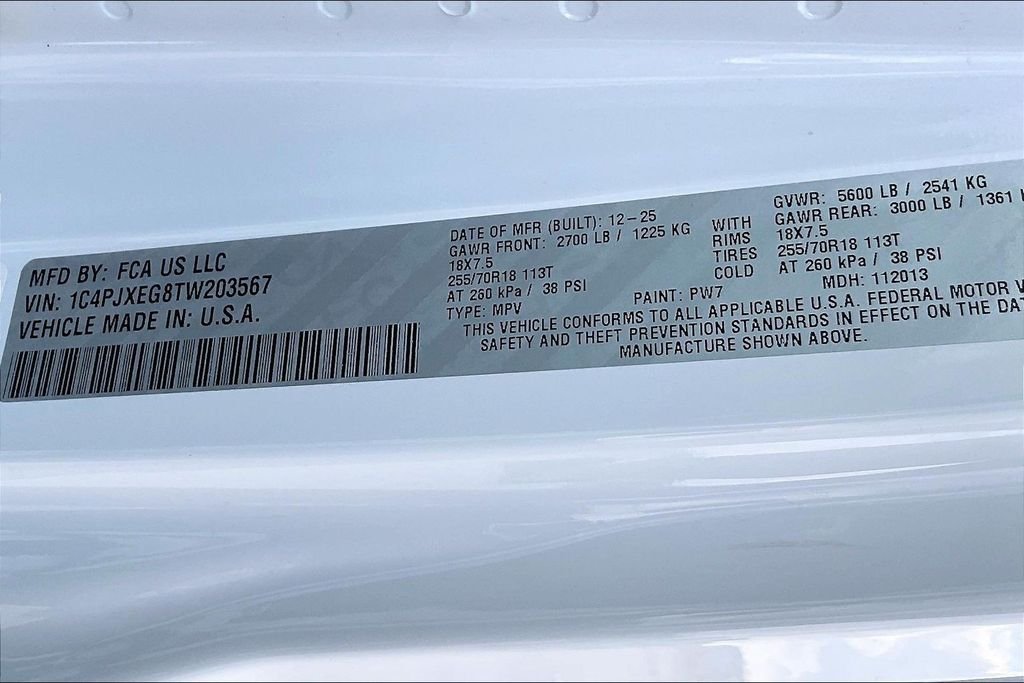 MFD BY: FCA US LLC
VIN: 1C4PJXEG8TW203567
VEHICLE MADE IN: U.S.A.
DATE OF MFR (BUILT): 12-25
GAWR FRONT: 2700 LB / 1225 KG
18X7.5
255/70R18 113T
AT 260 kPa / 38 PSI
TYPE: MPV
WITH
RIMS
TIRES
COLD
GVWR: 5600 LB / 2541 KG
GAWR REAR: 3000 LB / 1361
18X7.5
255/70R18 113T
AT 260 kPa / 38 PSI
PAINT: PW7 MDH: 112013
THIS VEHICLE CONFORMS TO ALL APPLICABLE U.S.A. FEDERAL MOTOR
SAFETY AND THEFT PREVENTION STANDARDS IN EFFECT ON THE
MANUFACTURE SHOWN ABOVE.